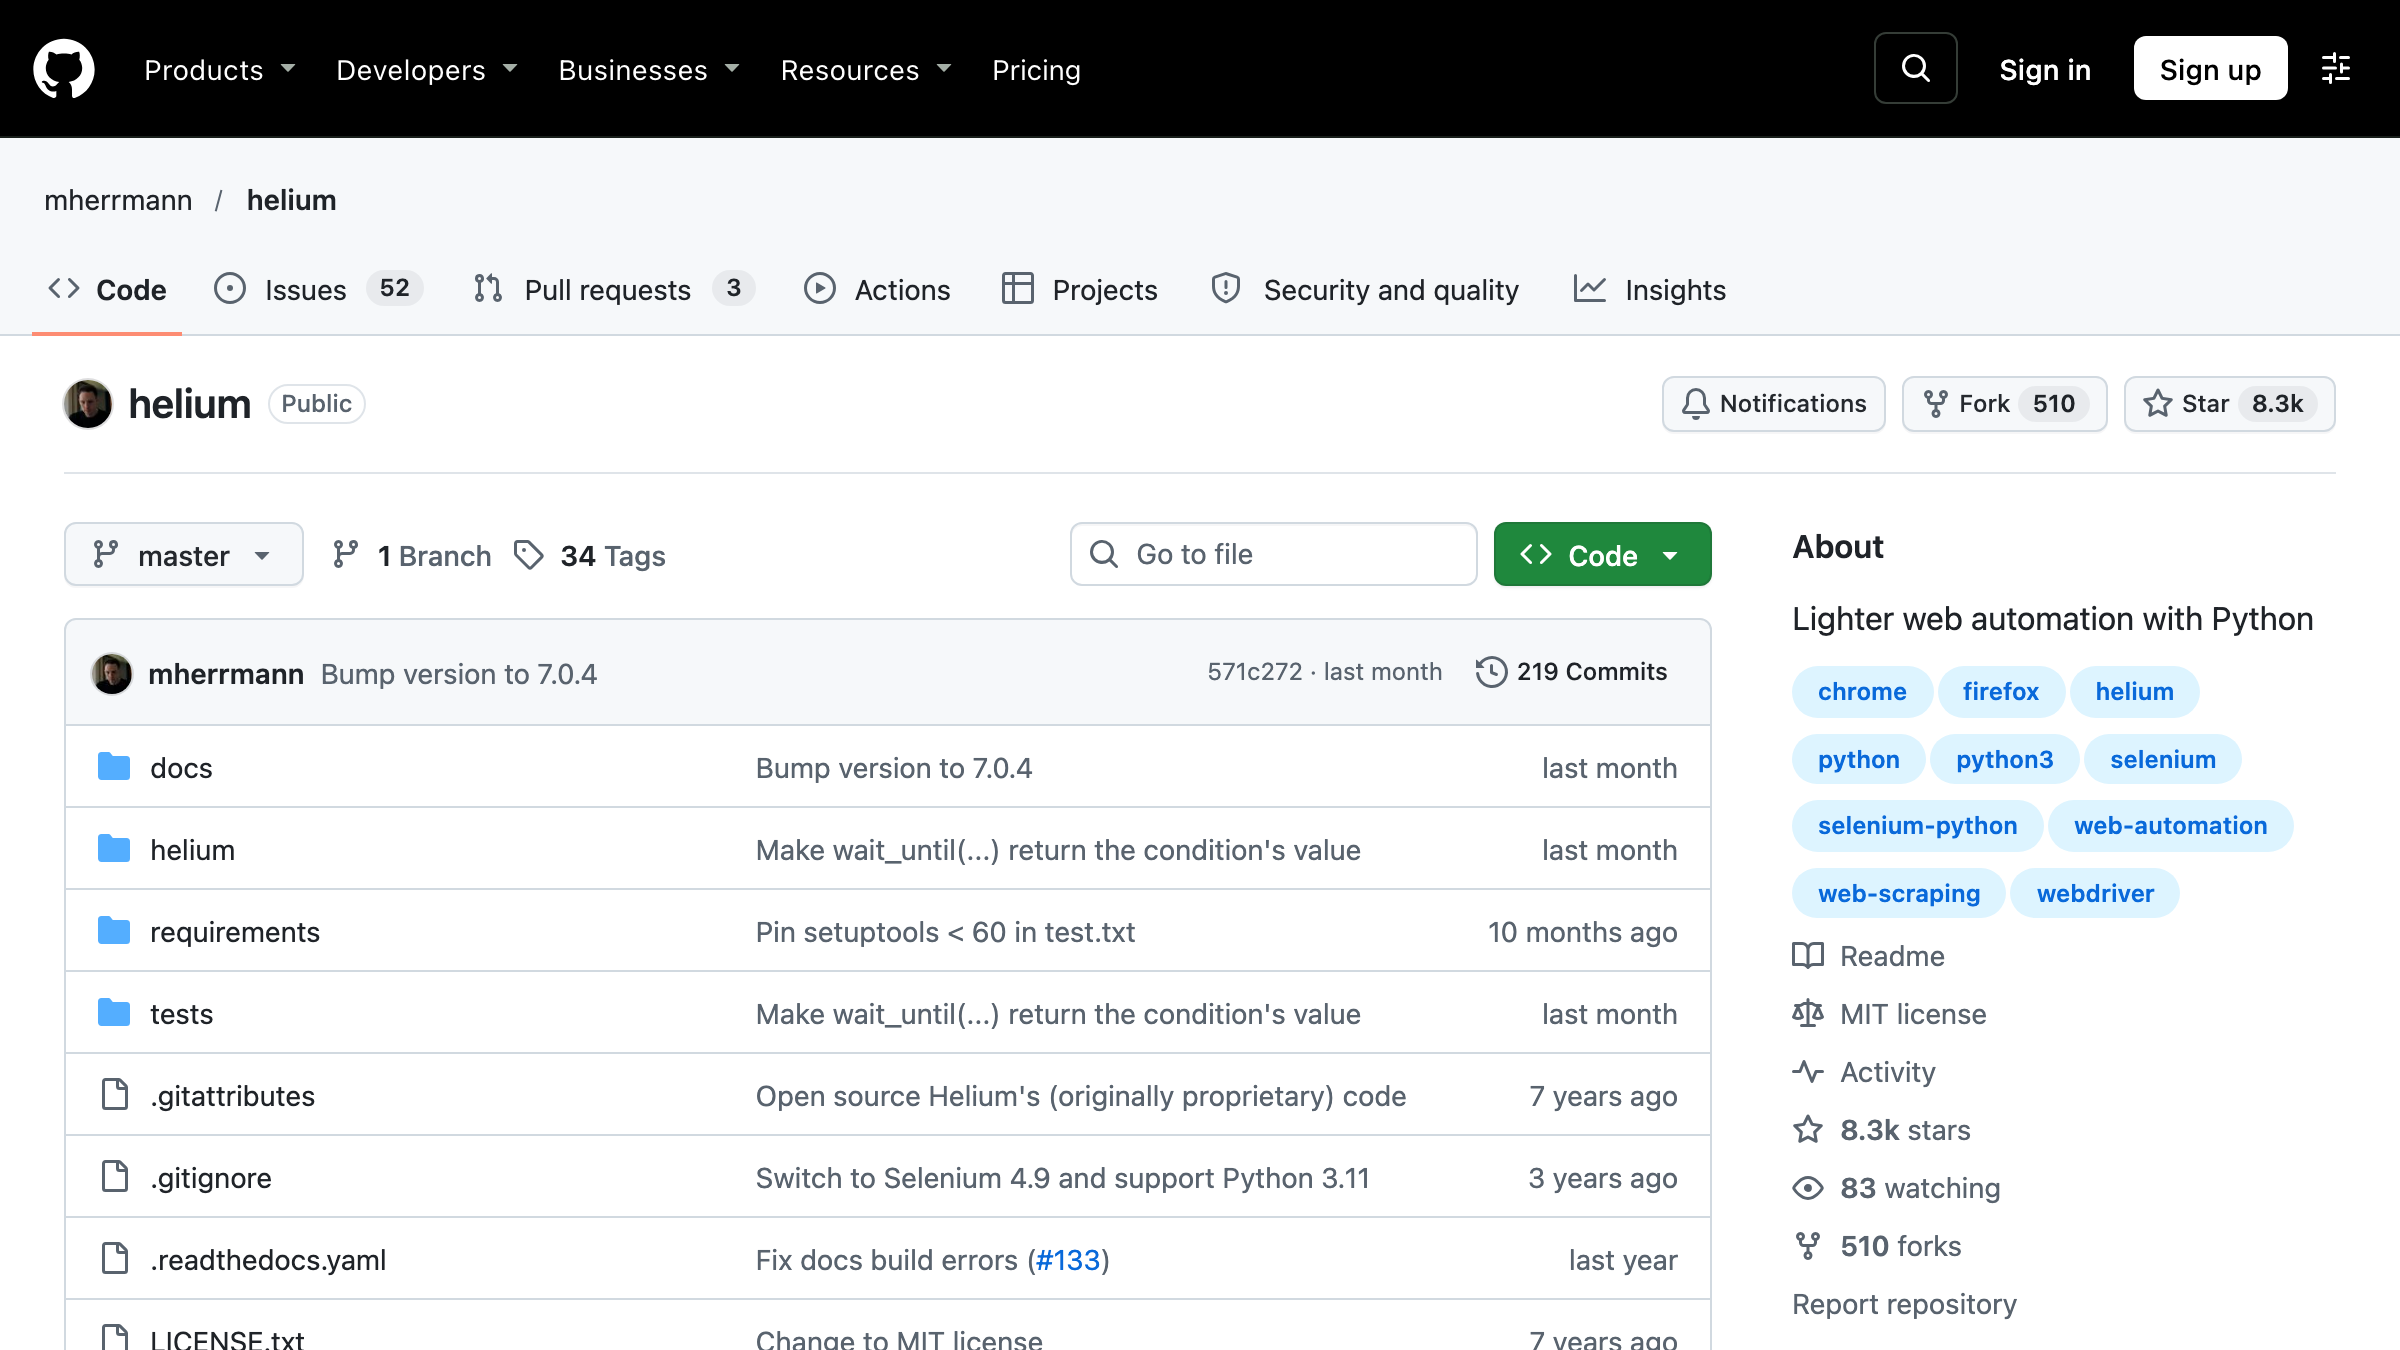 Products Developers Businesses Resources Pricing Sign in Sign up
mherrmann / helium
Code Issues 52 Pull requests 3 Actions Projects Security and quality Insights
helium Public Notifications Fork 510 Star 8.3k
master 1 Branch 34 Tags Go to file Code
mherrmann Bump version to 7.0.4 571c272 · last month 219 Commits
docs Bump version to 7.0.4 last month
helium Make wait_until(...) return the condition's value last month
requirements Pin setuptools < 60 in test.txt 10 months ago
tests Make wait_until(...) return the condition's value last month
.gitattributes Open source Helium's (originally proprietary) code 7 years ago
.gitignore Switch to Selenium 4.9 and support Python 3.11 3 years ago
.readthedocs.yaml Fix docs build errors (#133) last year
LICENSE.txt Change to MIT license 7 years ago
About
Lighter web automation with Python
chrome firefox helium
python python3 selenium
selenium-python web-automation
web-scraping webdriver
Readme
MIT license
Activity
8.3k stars
83 watching
510 forks
Report repository